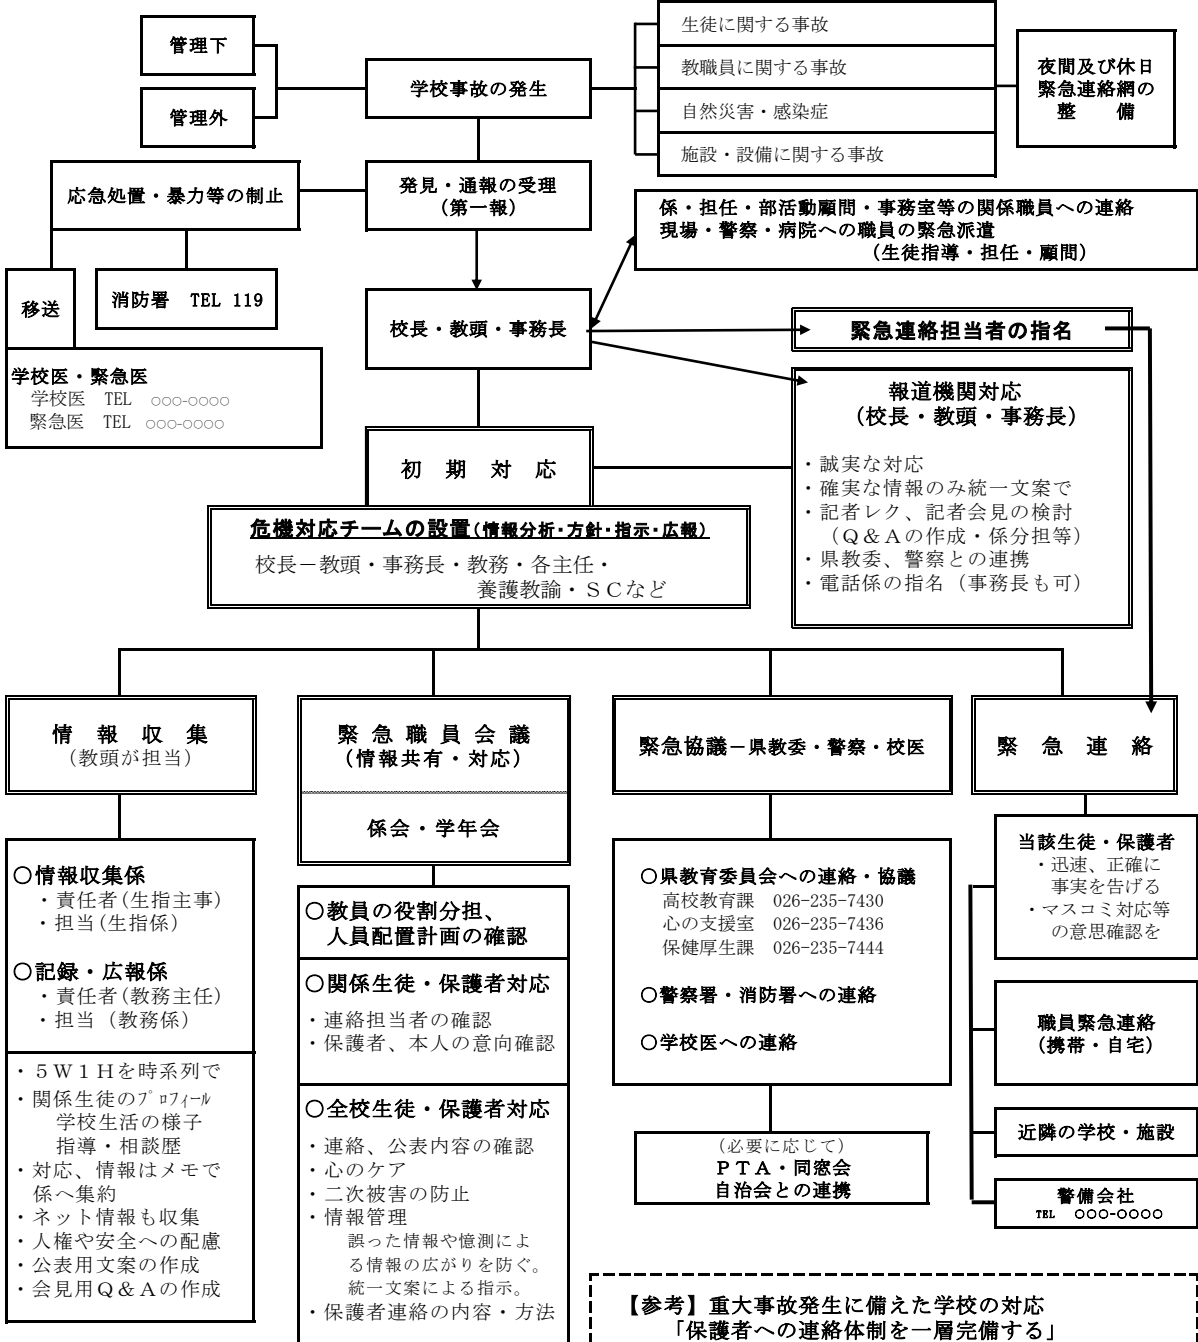 管理下
管理外
学校事故の発生
生徒に関する事故
教職員に関する事故
自然災害・感染症
施設・設備に関する事故
夜間及び休日
緊急連絡網の
整　　備
応急処置・暴力等の制止
発見・通報の受理
(第一報)
係・担任・部活動顧問・事務室等の関係職員への連絡
現場・警察・病院への職員の緊急派遣
(生徒指導・担任・顧問)
移送
消防署　TEL 119
校長・教頭・事務長
緊急連絡担当者の指名
学校医・緊急医
学校医　TEL　○○○-○○○○
緊急医　TEL　○○○-○○○○
報道機関対応
(校長・教頭・事務長)
・誠実な対応
・確実な情報のみ統一文案で
・記者レク、記者会見の検討
（Ｑ＆Ａの作成・係分担等）
・県教委、警察との連携
・電話係の指名（事務長も可）
初　期　対　応
危機対応チームの設置(情報分析・方針・指示・広報)
校長－教頭・事務長・教務・各主任・
養護教諭・ＳＣなど
情　報　収　集
(教頭が担当)
緊 急 職 員 会 議
(情報共有・対応)
係会・学年会
緊急協議－県教委・警察・校医
緊　急　連　絡
○情報収集係
・責任者(生指主事)
・担当(生指係)
○記録・広報係
・責任者(教務主任)
・担当（教務係）
・５Ｗ１Ｈを時系列で
・関係生徒のﾌﾟﾛﾌｨｰﾙ
学校生活の様子
指導・相談歴
・対応、情報はメモで
係へ集約
・ネット情報も収集
・人権や安全への配慮
・公表用文案の作成
・会見用Ｑ＆Ａの作成
○教員の役割分担、
人員配置計画の確認
○関係生徒・保護者対応
・連絡担当者の確認
・保護者、本人の意向確認
○全校生徒・保護者対応
・連絡、公表内容の確認
・心のケア
・二次被害の防止
・情報管理
誤った情報や憶測によ
る情報の広がりを防ぐ。
統一文案による指示。
・保護者連絡の内容・方法
○県教育委員会への連絡・協議
高校教育課　026-235-7430
心の支援室　026-235-7436
保健厚生課　026-235-7444
○警察署・消防署への連絡
○学校医への連絡
(必要に応じて)
ＰＴＡ・同窓会
自治会との連携
当該生徒・保護者
・迅速、正確に
事実を告げる
・マスコミ対応等
の意思確認を
職員緊急連絡
(携帯・自宅)
近隣の学校・施設
警備会社
TEL　○○○-○○○○
【参考】重大事故発生に備えた学校の対応
「保護者への連絡体制を一層完備する」